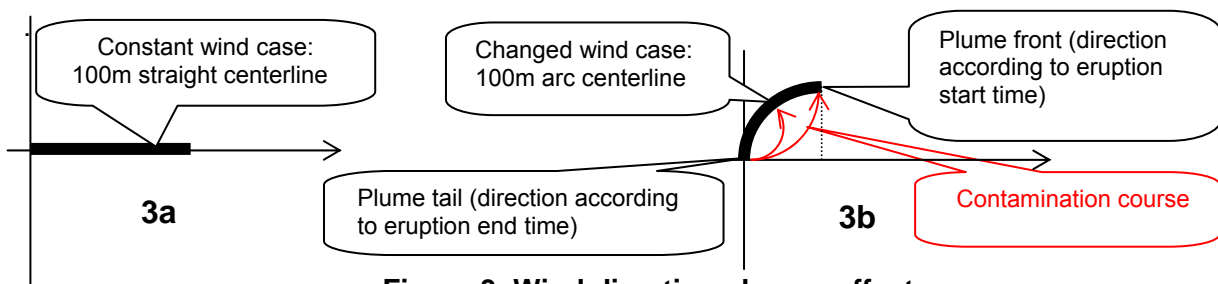 Constant wind case:
100m straight centerline
Changed wind case:
100m arc centerline
Plume front (direction
according to eruption
start time)
Plume tail (direction according
to eruption end time)
Contamination course
3a
3b